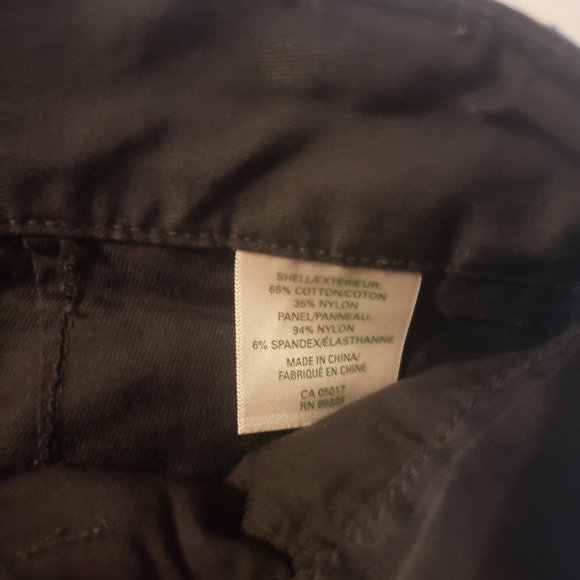 SHELL/EXTERIEUR:
65% COTTON/COTON
35% NYLON
PANEL/PANNEAU:
94% NYLON
6% SPANDEX/ÉLASTHANNE
MADE IN CHINA/
FABRIQUÉ EN CHINE
CA 05017
RN